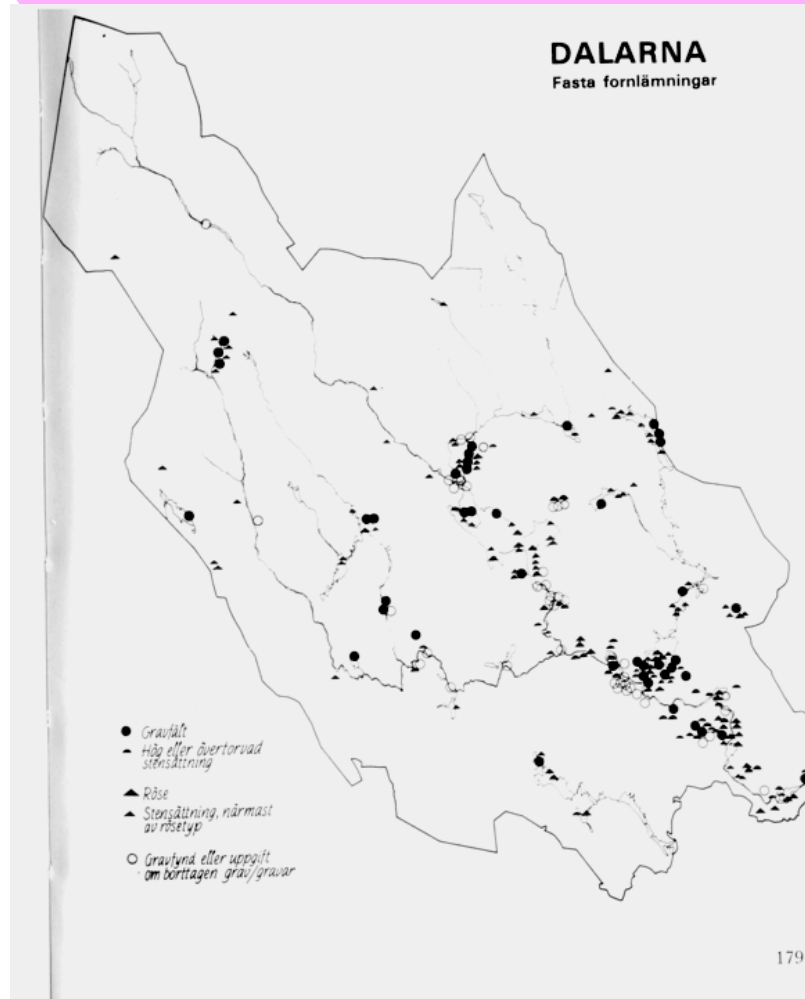 DALARNA
Fasta fornlämningar
Gravfält
Hög eller övertorvad
stensättning
Röse
Stensättning, närmast
av rösetyp
Gravfynd eller uppgift
om borttagen grav/gravar
179